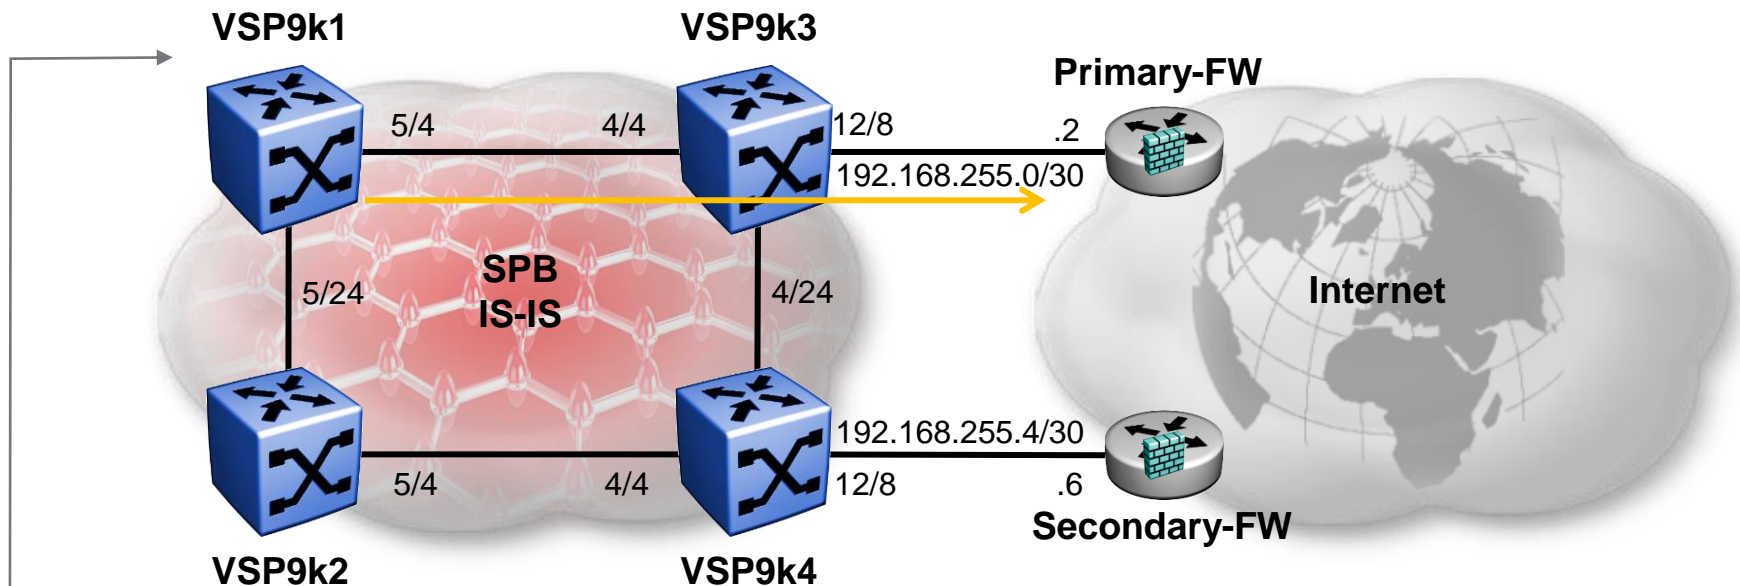 VSP9k1
VSP9k3
Primary-FW
5/4
4/4
12/8
.2
192.168.255.0/30
SPB
IS-IS
5/24
4/24
Internet
192.168.255.4/30
5/4
4/4
12/8
.6
Secondary-FW
VSP9k2
VSP9k4